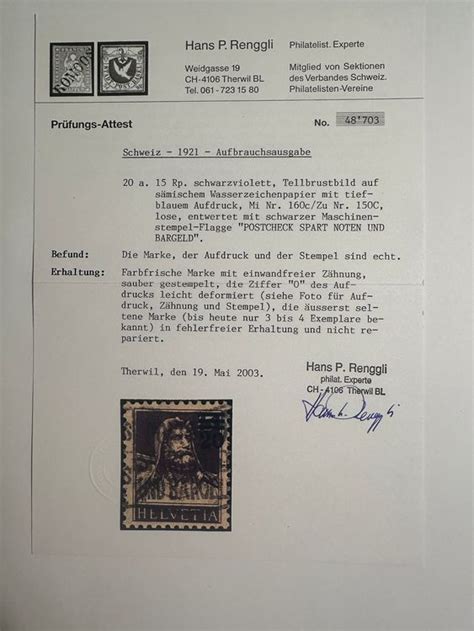 Hans P. Renggli
Philatelist. Experte
Weidgasse 19
CH-4106 Therwil BL
Tel. 061-723 15 80
Mitglied von Sektionen
des Verbandes Schweiz.
Philatelisten-Vereine
Prüfungs-Attest
No. 48'703
Schweiz - 1921 - Aufbrauchsausgabe
20 a. 15 Rp. schwarzviolett, Tellbrustbild auf
sämischem Wasserzeichenpapier mit tief-
blauem Aufdruck, Mi Nr. 160c/Zu Nr. 150C,
lose, entwertet mit schwarzer Maschinen-
stempel-Flagge "POSTCHECK SPART NOTEN UND
BARGELD".
Befund: Die Marke, der Aufdruck und der Stempel sind echt.
Erhaltung: Farbfrische Marke mit einwandfreier Zähnung,
sauber gestempelt, die Ziffer "0" des Auf-
drucks leicht deformiert (siehe Foto für Auf-
druck, Zähnung und Stempel), die äusserst sel-
tene Marke (bis heute nur 3 bis 4 Exemplare be-
kannt) in fehlerfreier Erhaltung und nicht re-
pariert.
Therwil, den 19. Mai 2003.
Hans P. Renggli
philat. Experte
CH-4106 Therwil BL
20
AND BARGEL
HELVETIA